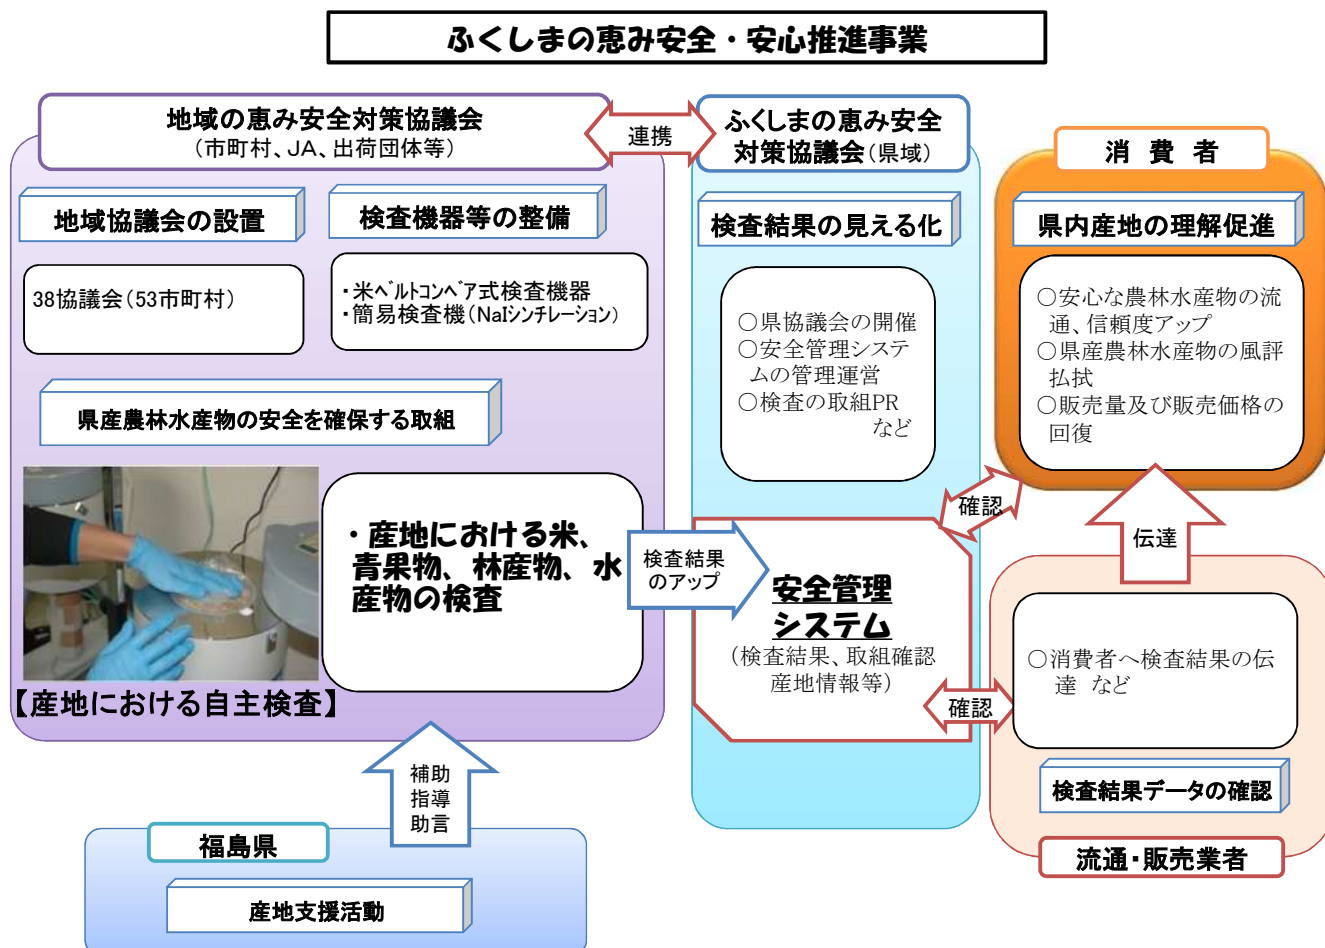 ふくしまの恵み安全・安心推進事業
地域の恵み安全対策協議会
（市町村、JA、出荷団体等）
連携
ふくしまの恵み安全
対策協議会（県域）
消　費　者
地域協議会の設置
検査機器等の整備
検査結果の見える化
県内産地の理解促進
38協議会（53市町村）
・米ﾍﾞﾙﾄｺﾝﾍﾞｱ式検査機器
・簡易検査機（NaIｼﾝﾁﾚｰｼｮﾝ）
○県協議会の開催
○安全管理システ
ムの管理運営
○検査の取組PR
など
○安心な農林水産物の流
通、信頼度アップ
○県産農林水産物の風評
払拭
○販売量及び販売価格の
回復
県産農林水産物の安全を確保する取組
・産地における米、
青果物、林産物、水
産物の検査
【産地における自主検査】
検査結果
のアップ
安全管理
システム
（検査結果、取組確認
産地情報等）
確認
確認
伝達
○消費者へ検査結果の伝
達 など
検査結果データの確認
流通・販売業者
補助
指導
助言
福島県
産地支援活動